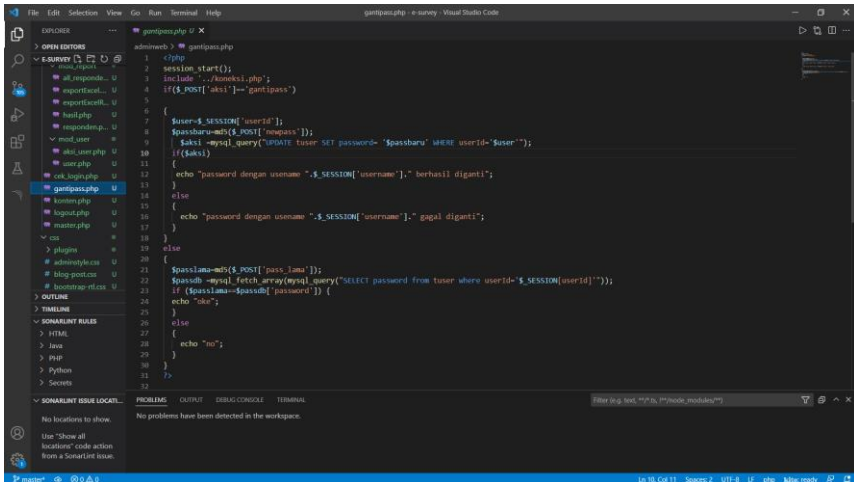 File Edit Selection View Go Run Terminal Help
gantipass.php - e-survey - Visual Studio Code
EXPLORER
OPEN EDITORS
E-SURVEY
mod_report
all_responde... U
exportExcel.... U
exportExcelR... U
hasil.php U
responden.p... U
mod_user
aksi_user.php U
user.php U
cek_login.php U
gantipass.php U
konten.php U
logout.php U
master.php U
css
plugins
# adminstyle.css U
# blog-post.css U
# bootstrap-rtl.css U
OUTLINE
TIMELINE
SONARLINT RULES
HTML
Java
PHP
Python
Secrets
SONARLINT ISSUE LOCATI...
No locations to show.
Use "Show all
locations" code action
from a SonarLint issue.
gantipass.php U
adminweb > gantipass.php
1 <?php
2 session_start();
3 include '../koneksi.php';
4 if($_POST['aksi']=='gantipass')
5
6 {
7 $user=$_SESSION['userId'];
8 $passbaru=md5($_POST['newpass']);
9 $aksi =mysql_query("UPDATE tuser SET password= '$passbaru' WHERE userId='$user'");
10 if($aksi)
11 {
12 echo "password dengan usename ".$_SESSION['username']." berhasil diganti";
13 }
14 else
15 {
16 echo "password dengan usename ".$_SESSION['username']." gagal diganti";
17 }
18 }
19 else
20 {
21 $passlama=md5($_POST['pass_lama']);
22 $passdb =mysql_fetch_array(mysql_query("SELECT password from tuser where userId='$_SESSION[userId]'"));
23 if ($passlama==$passdb['password']) {
24 echo "oke";
25 }
26 else
27 {
28 echo "no";
29 }
30 }
31 ?>
32
PROBLEMS OUTPUT DEBUG CONSOLE TERMINAL
Filter (e.g. text, **/*.ts, !**/node_modules/**)
No problems have been detected in the workspace.
master* 0 0 0
Ln 10, Col 11 Spaces: 2 UTF-8 LF php ready